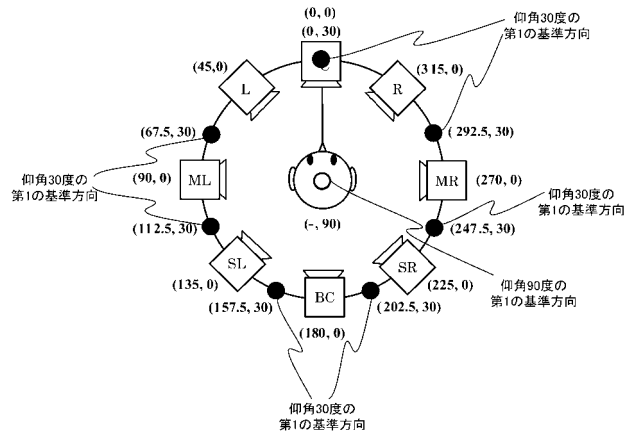 (0, 0)
(0, 30)
仰角30度の
第1の基準方向
(45,0)
L
C
R
(315, 0)
(67.5, 30)
(292.5, 30)
仰角30度の
第1の基準方向
ML
(90, 0)
MR
(270, 0)
仰角30度の
第1の基準方向
(-, 90)
(112.5, 30)
(247.5, 30)
SL
SR
(135, 0)
(225, 0)
BC
仰角90度の
第1の基準方向
(157.5, 30)
(202.5, 30)
(180, 0)
仰角30度の
第1の基準方向